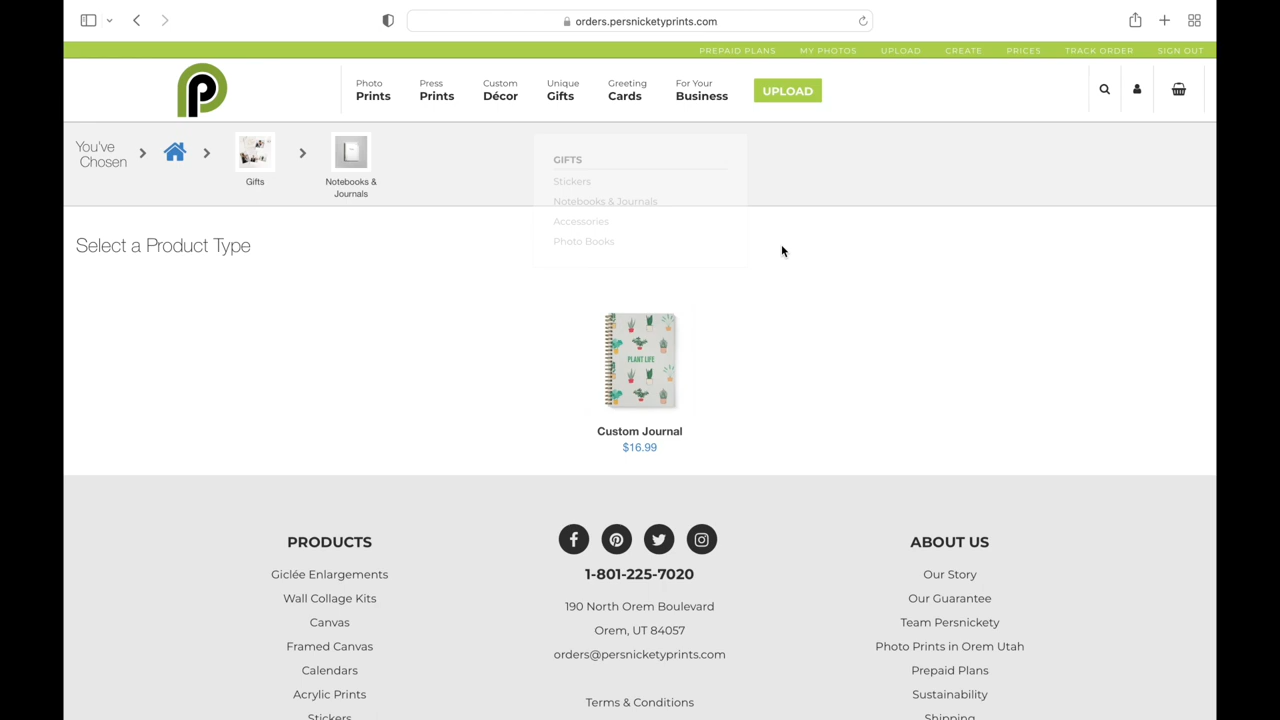 orders.persnicketyprints.com
PREPAID PLANS MY PHOTOS UPLOAD CREATE PRICES TRACK ORDER SIGN OUT
Photo Prints
Press Prints
Custom Décor
Unique Gifts
Greeting Cards
For Your Business
UPLOAD
You've Chosen
Gifts
Notebooks & Journals
GIFTS
Stickers
Notebooks & Journals
Accessories
Photo Books
Select a Product Type
PLANT LIFE
Custom Journal
$16.99
PRODUCTS
Giclée Enlargements
Wall Collage Kits
Canvas
Framed Canvas
Calendars
Acrylic Prints
Stickers
1-801-225-7020
190 North Orem Boulevard
Orem, UT 84057
orders@persnicketyprints.com
Terms & Conditions
ABOUT US
Our Story
Our Guarantee
Team Persnickety
Photo Prints in Orem Utah
Prepaid Plans
Sustainability
Shipping